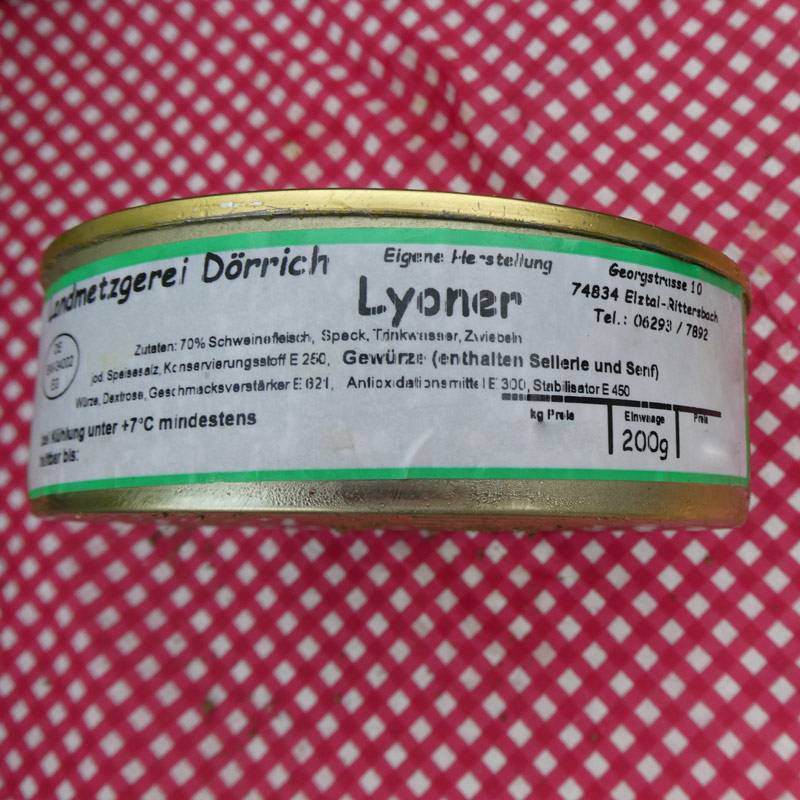 Landmetzgerei Dörrich
Eigene Herstellung
Lyoner
Georgstrasse 10
74834 Elztal-Rittersbach
Tel.: 06293 / 7892
DE
EG
Zutaten: 70% Schweinefleisch, Speck, Trinkwasser, Zwiebeln
jod. Speisesalz, Konservierungsstoff E 250, Gewürze (enthalten Sellerie und Senf)
Würze, Dextrose, Geschmacksverstärker E 621, Antioxidationsmittel E 300, Stabilisator E 450
bei Kühlung unter +7°C mindestens
haltbar bis:
kg Preis
Einwaage
200g
Preis